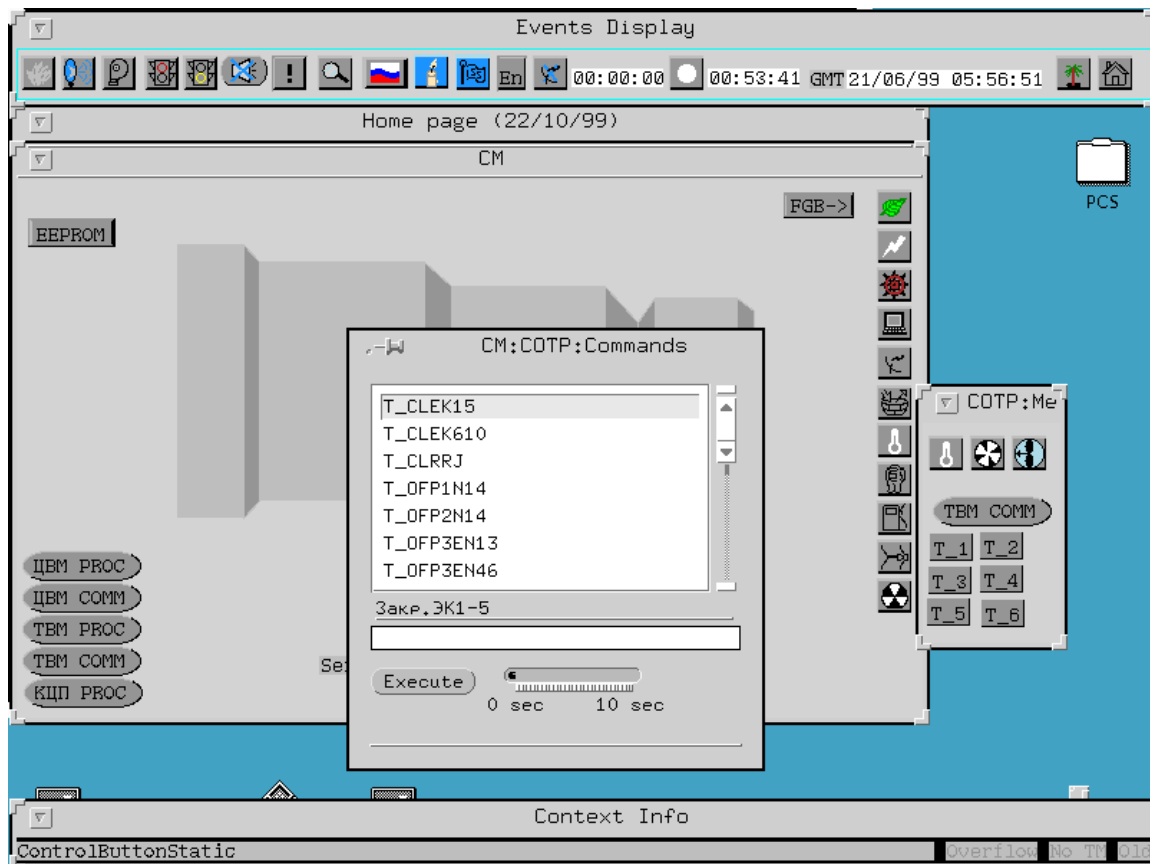 Events Display
En 00:00:00 00:53:41 GMT 21/06/99 05:56:51
Home page (22/10/99)
CM
PCS
FGB->
EEPROM
CM:COTP:Commands
T_CLEK15
T_CLEK610
T_CLRRJ
T_OFP1N14
T_OFP2N14
T_OFP3EN13
T_OFP3EN46
Закр.ЭК1-5
Execute
0 sec 10 sec
COTP:Me
ТВМ COMM
T_1 T_2
T_3 T_4
T_5 T_6
ЦВМ PROC
ЦВМ COMM
ТВМ PROC
ТВМ COMM
КЦП PROC
Se
Context Info
ControlButtonStatic
Overflow No TM Old